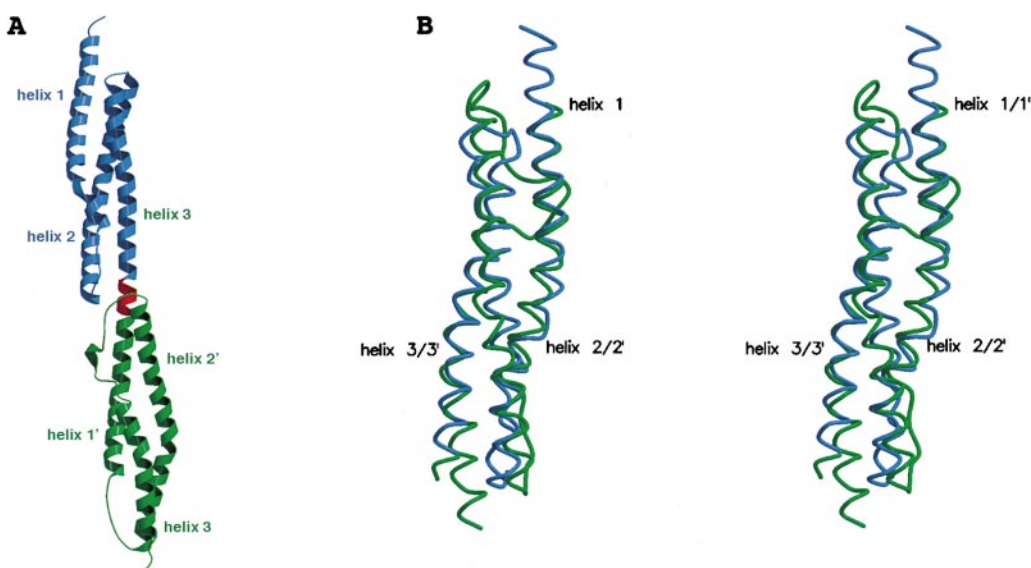 A
helix 1
helix 2
helix 3
helix 2'
helix 1'
helix 3
B
helix 1
helix 3/3'
helix 2/2'
helix 1/1'
helix 3/3'
helix 2/2'